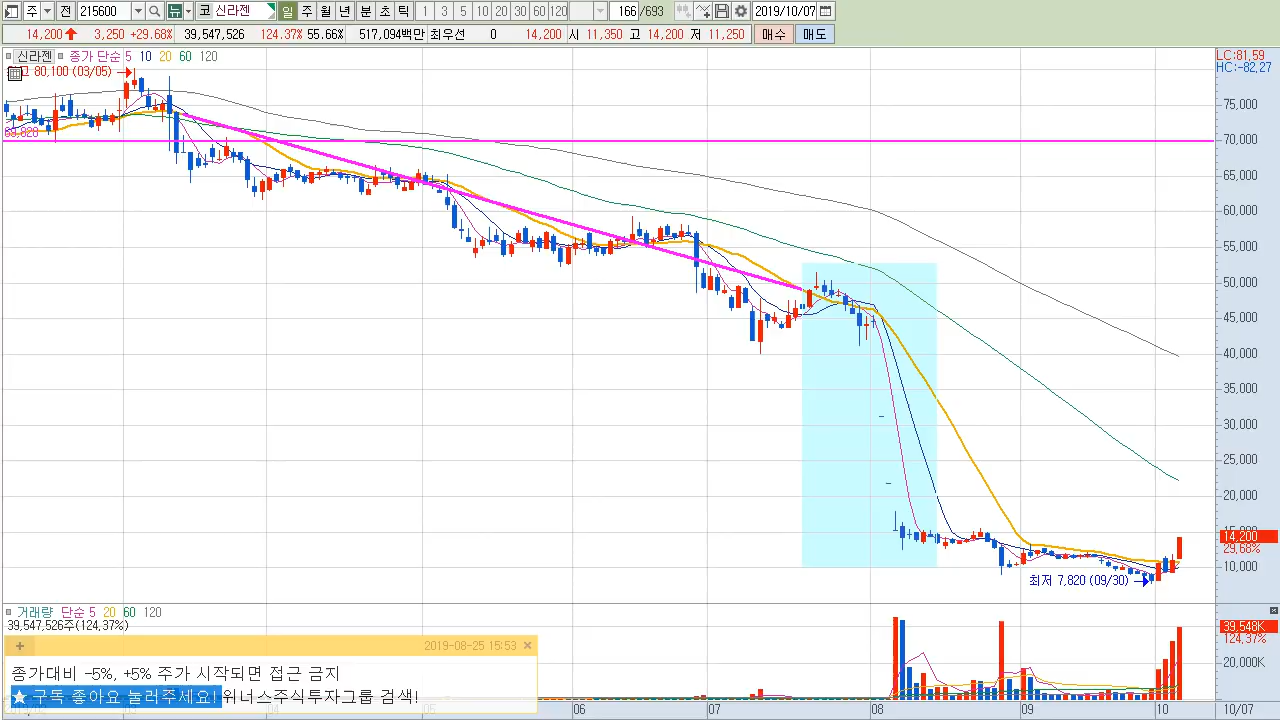 주 전 215600 뉴 코 신라젠 일 주 월 년 분 초 틱 1 3 5 10 20 30 60 120 166 /693 2019/10/07
14,200 3,250 +29.68% 39,547,526 124.37% 55.66% 517,094백만 최우선 0 14,200 시 11,350 고 14,200 저 11,250 매수 매도
신라젠 종가 단순 5 10 20 60 120
80,100 (03/05)
LC:81,59
HC:-82,27
69,828
70,000
65,000
60,000
55,000
50,000
45,000
40,000
35,000
30,000
25,000
20,000
14,200
29.68%
10,000
최저 7,820 (09/30)
거래량 단순 5 20 60 120
39,547,526주(124.37%)
39,548K
124.37%
20,000K
2019-08-25 15:53
종가대비 -5%, +5% 주가 시작되면 접근 금지
★ 구독 좋아요 눌러주세요! 위너스주식투자그룹 검색!
06 07 08 09 10 10/07